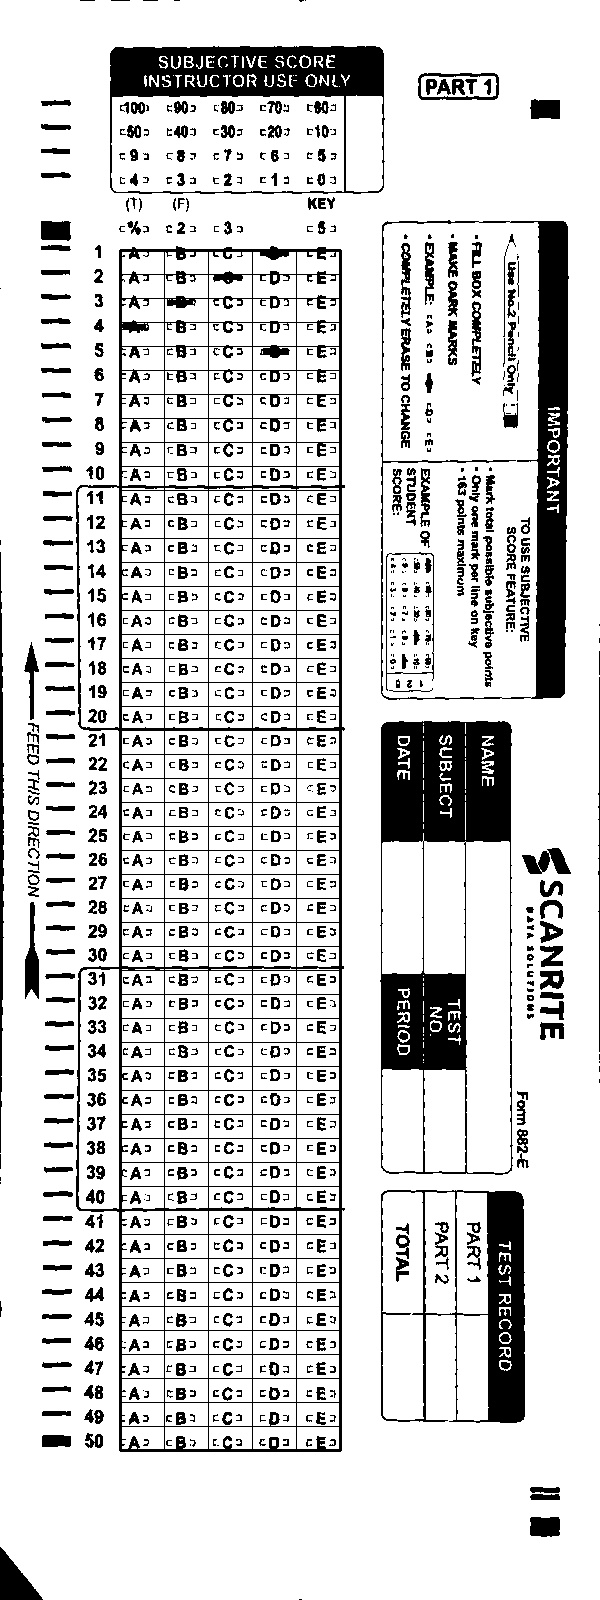 SUBJECTIVE SCORE
INSTRUCTOR USE ONLY
100 90 80 70 60
50 40 30 20 10
9 8 7 6 5
4 3 2 1 0
PART 1
(T) (F) KEY
% 2 3 5
1 A B C E
2 A B D E
3 A B C D E
4 A B C D E
5 A B C E
6 A B C D E
7 A B C D E
8 A B C D E
9 A B C D E
10 A B C D E
11 A B C D E
12 A B C D E
13 A B C D E
14 A B C D E
15 A B C D E
16 A B C D E
17 A B C D E
18 A B C D E
19 A B C D E
20 A B C D E
21 A B C D E
22 A B C D E
23 A B C D E
24 A B C D E
25 A B C D E
26 A B C D E
27 A B C D E
28 A B C D E
29 A B C D E
30 A B C D E
31 A B C D E
32 A B C D E
33 A B C D E
34 A B C D E
35 A B C D E
36 A B C D E
37 A B C D E
38 A B C D E
39 A B C D E
40 A B C D E
41 A B C D E
42 A B C D E
43 A B C D E
44 A B C D E
45 A B C D E
46 A B C D E
47 A B C D E
48 A B C D E
49 A B C D E
50 A B C D E
FEED THIS DIRECTION
IMPORTANT
Use No.2 Pencil Only
• FILL BOX COMPLETELY
• MAKE DARK MARKS
• EXAMPLE: A B D E
• COMPLETELY ERASE TO CHANGE
TO USE SUBJECTIVE
SCORE FEATURE:
• Mark total possible subjective points
• Only one mark per line on key
• 163 points maximum
EXAMPLE OF
STUDENT
SCORE:
NAME
SUBJECT
DATE
TEST
NO.
PERIOD
SCANRITE
DATA SOLUTIONS
Form 882-E
TEST RECORD
PART 1
PART 2
TOTAL